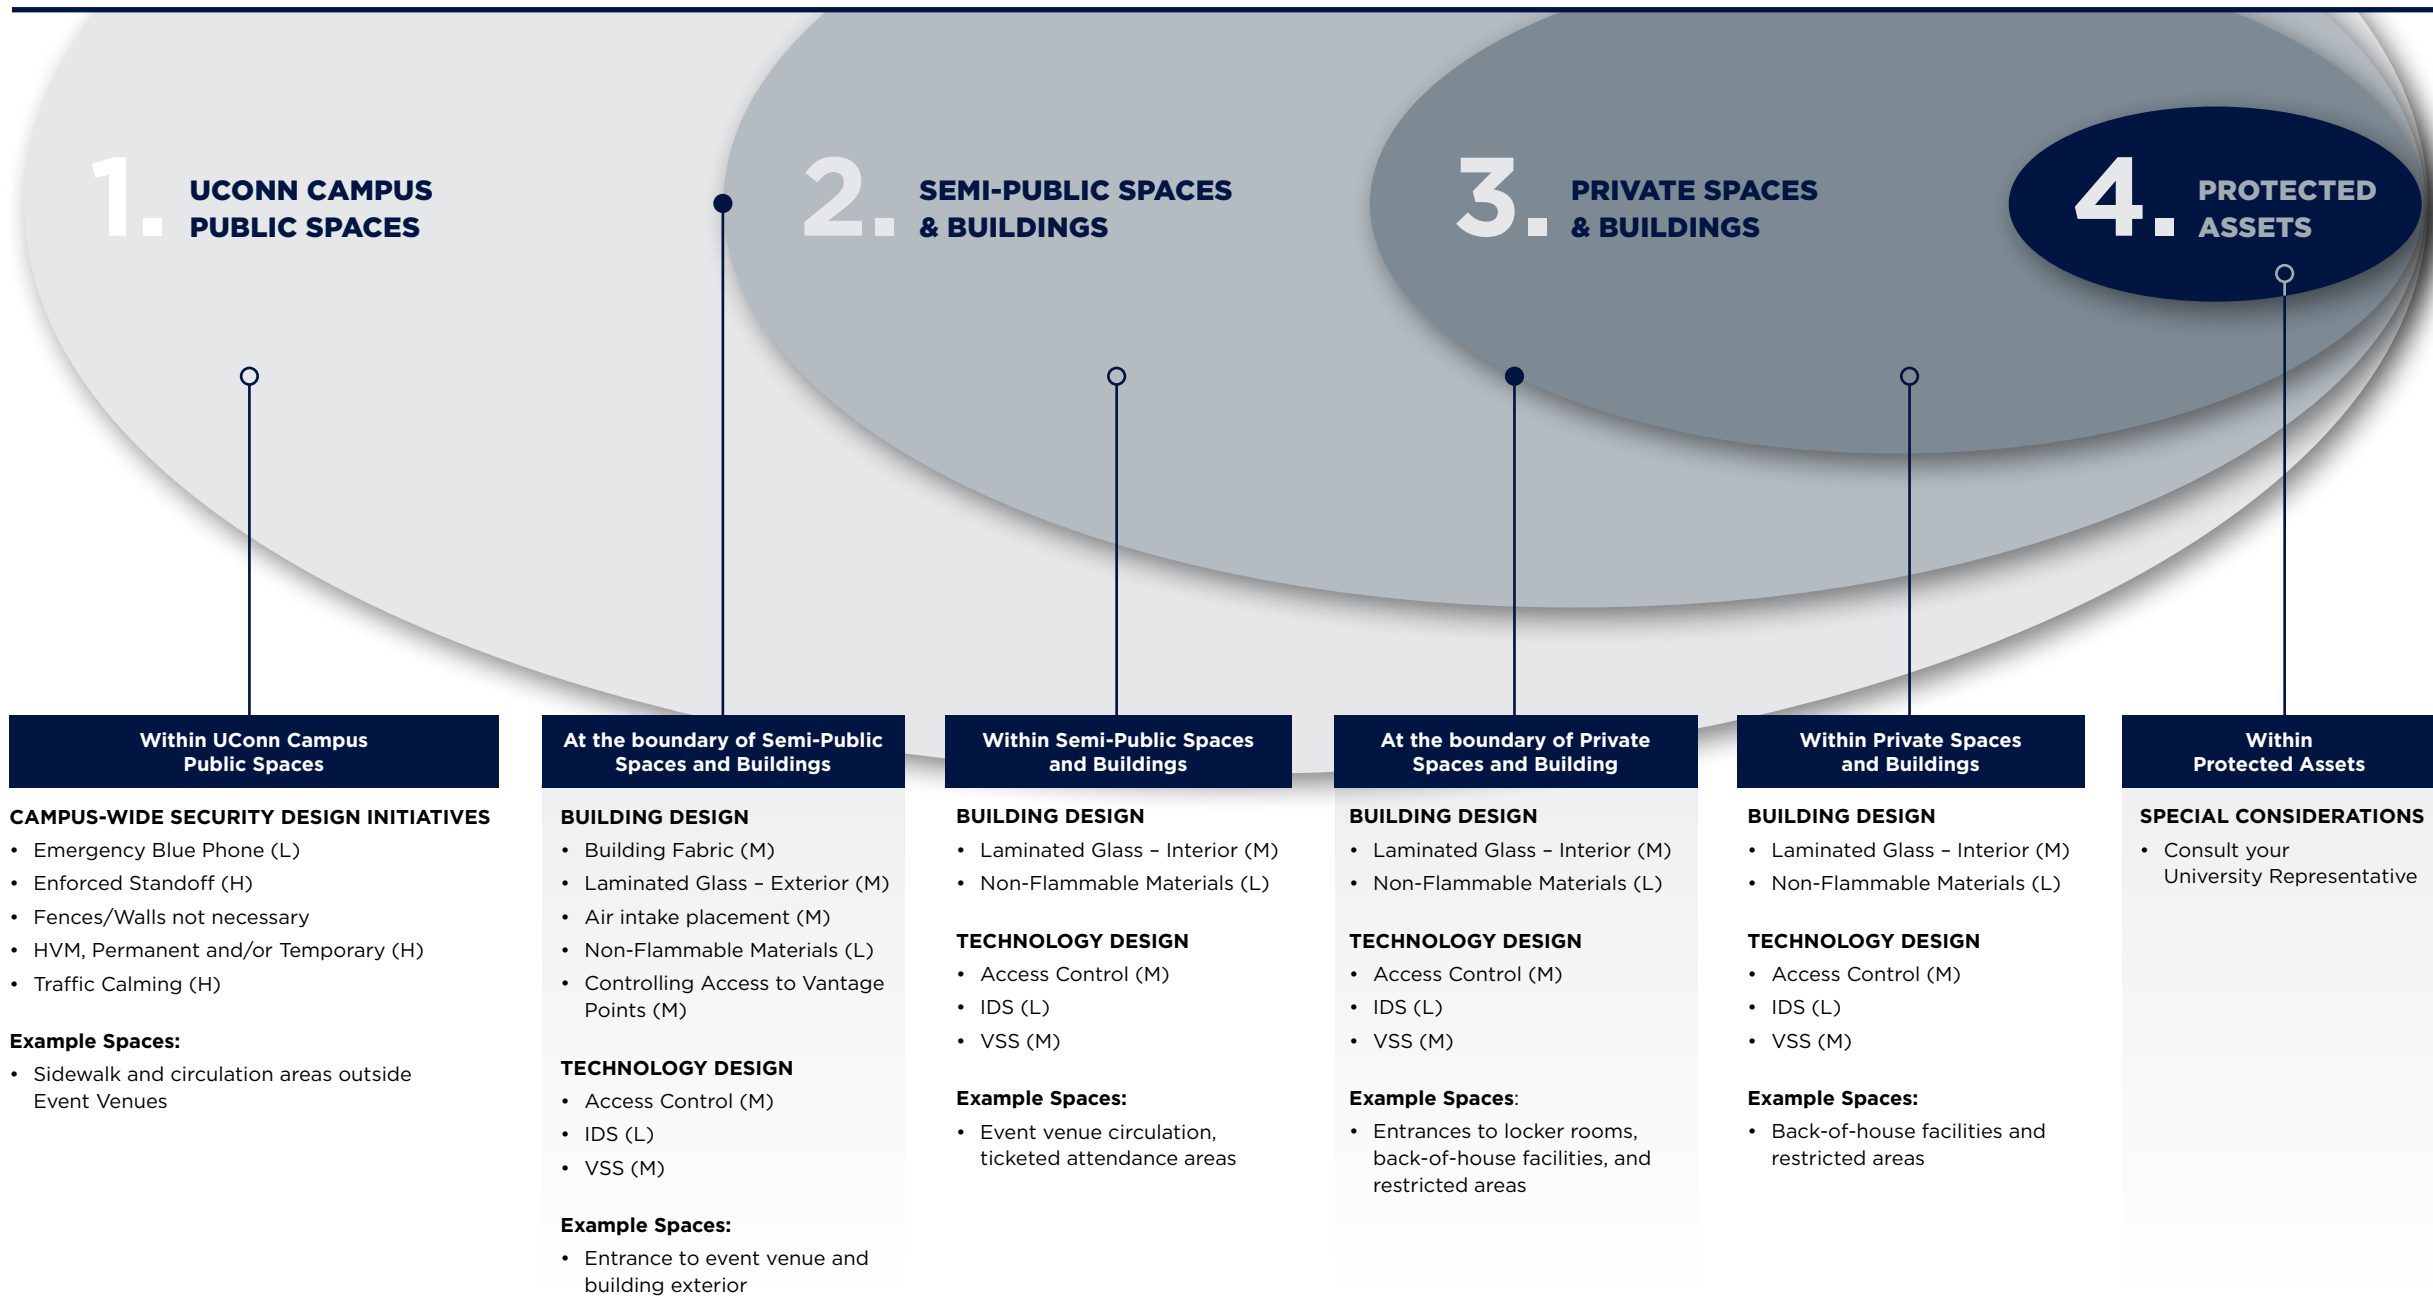 1. UCONN CAMPUS
PUBLIC SPACES
2. SEMI-PUBLIC SPACES
& BUILDINGS
3. PRIVATE SPACES
& BUILDINGS
4. PROTECTED
ASSETS
Within UConn Campus
Public Spaces
CAMPUS-WIDE SECURITY DESIGN INITIATIVES
• Emergency Blue Phone (L)
• Enforced Standoff (H)
• Fences/Walls not necessary
• HVM, Permanent and/or Temporary (H)
• Traffic Calming (H)
Example Spaces:
• Sidewalk and circulation areas outside
Event Venues
At the boundary of Semi-Public
Spaces and Buildings
BUILDING DESIGN
• Building Fabric (M)
• Laminated Glass – Exterior (M)
• Air intake placement (M)
• Non-Flammable Materials (L)
• Controlling Access to Vantage
Points (M)
TECHNOLOGY DESIGN
• Access Control (M)
• IDS (L)
• VSS (M)
Example Spaces:
• Entrance to event venue and
building exterior
Within Semi-Public Spaces
and Buildings
BUILDING DESIGN
• Laminated Glass – Interior (M)
• Non-Flammable Materials (L)
TECHNOLOGY DESIGN
• Access Control (M)
• IDS (L)
• VSS (M)
Example Spaces:
• Event venue circulation,
ticketed attendance areas
At the boundary of Private
Spaces and Building
BUILDING DESIGN
• Laminated Glass – Interior (M)
• Non-Flammable Materials (L)
TECHNOLOGY DESIGN
• Access Control (M)
• IDS (L)
• VSS (M)
Example Spaces:
• Entrances to locker rooms,
back-of-house facilities, and
restricted areas
Within Private Spaces
and Buildings
BUILDING DESIGN
• Laminated Glass – Interior (M)
• Non-Flammable Materials (L)
TECHNOLOGY DESIGN
• Access Control (M)
• IDS (L)
• VSS (M)
Example Spaces:
• Back-of-house facilities and
restricted areas
Within
Protected Assets
SPECIAL CONSIDERATIONS
• Consult your
University Representative